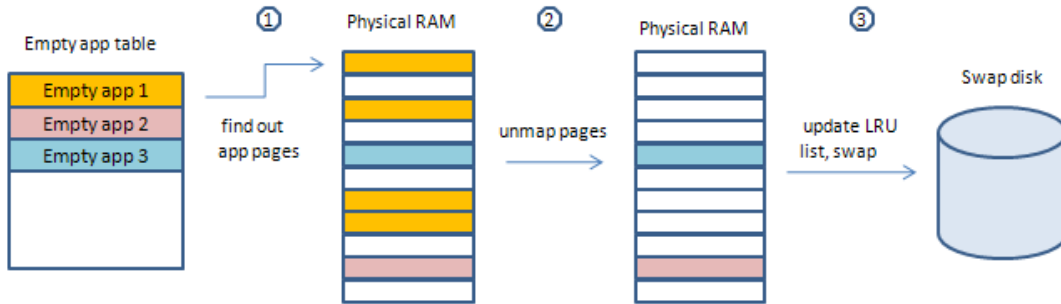 Empty app table
Empty app 1
Empty app 2
Empty app 3
1
find out
app pages
Physical RAM
2
unmap pages
Physical RAM
3
update LRU
list, swap
Swap disk